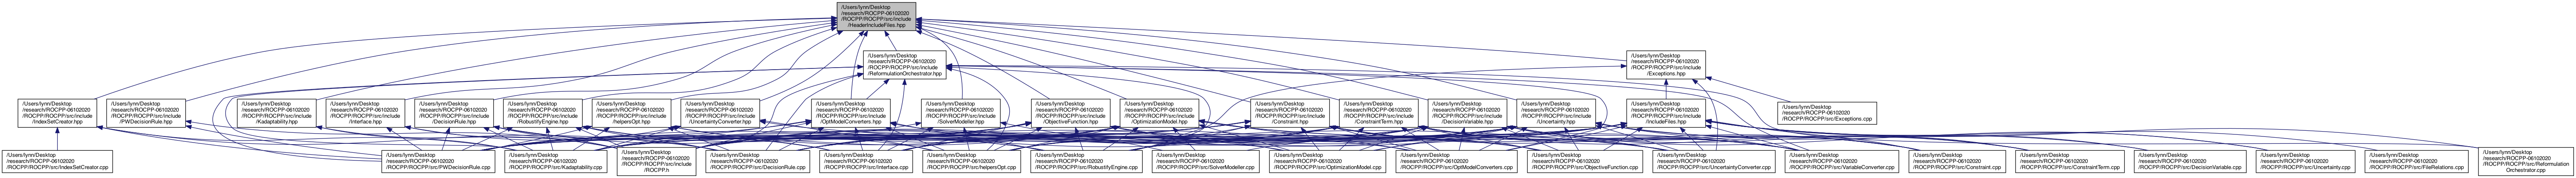 /Users/lynn/Desktop
/research/ROCPP-06102020
/ROCPP/ROCPP/src/include
/HeaderIncludeFiles.hpp
/Users/lynn/Desktop
/research/ROCPP-06102020
/ROCPP/ROCPP/src/include
/ReformulationOrchestrator.hpp
/Users/lynn/Desktop
/research/ROCPP-06102020
/ROCPP/ROCPP/src/include
/Exceptions.hpp
/Users/lynn/Desktop
/research/ROCPP-06102020
/ROCPP/ROCPP/src/include
/IndexSetCreator.hpp
/Users/lynn/Desktop
/research/ROCPP-06102020
/ROCPP/ROCPP/src/include
/PWDecisionRule.hpp
/Users/lynn/Desktop
/research/ROCPP-06102020
/ROCPP/ROCPP/src/include
/Kadaptability.hpp
/Users/lynn/Desktop
/research/ROCPP-06102020
/ROCPP/ROCPP/src/include
/Interface.hpp
/Users/lynn/Desktop
/research/ROCPP-06102020
/ROCPP/ROCPP/src/include
/DecisionRule.hpp
/Users/lynn/Desktop
/research/ROCPP-06102020
/ROCPP/ROCPP/src/include
/RobustifyEngine.hpp
/Users/lynn/Desktop
/research/ROCPP-06102020
/ROCPP/ROCPP/src/include
/helpersOpt.hpp
/Users/lynn/Desktop
/research/ROCPP-06102020
/ROCPP/ROCPP/src/include
/UncertaintyConverter.hpp
/Users/lynn/Desktop
/research/ROCPP-06102020
/ROCPP/ROCPP/src/include
/OptModelConverters.hpp
/Users/lynn/Desktop
/research/ROCPP-06102020
/ROCPP/ROCPP/src/include
/SolverModeller.hpp
/Users/lynn/Desktop
/research/ROCPP-06102020
/ROCPP/ROCPP/src/include
/ObjectiveFunction.hpp
/Users/lynn/Desktop
/research/ROCPP-06102020
/ROCPP/ROCPP/src/include
/OptimizationModel.hpp
/Users/lynn/Desktop
/research/ROCPP-06102020
/ROCPP/ROCPP/src/include
/Constraint.hpp
/Users/lynn/Desktop
/research/ROCPP-06102020
/ROCPP/ROCPP/src/include
/ConstraintTerm.hpp
/Users/lynn/Desktop
/research/ROCPP-06102020
/ROCPP/ROCPP/src/include
/DecisionVariable.hpp
/Users/lynn/Desktop
/research/ROCPP-06102020
/ROCPP/ROCPP/src/include
/Uncertainty.hpp
/Users/lynn/Desktop
/research/ROCPP-06102020
/ROCPP/ROCPP/src/include
/IncludeFiles.hpp
/Users/lynn/Desktop
/research/ROCPP-06102020
/ROCPP/ROCPP/src/Exceptions.cpp
/Users/lynn/Desktop
/research/ROCPP-06102020
/ROCPP/ROCPP/src/IndexSetCreator.cpp
/Users/lynn/Desktop
/research/ROCPP-06102020
/ROCPP/ROCPP/src/PWDecisionRule.cpp
/Users/lynn/Desktop
/research/ROCPP-06102020
/ROCPP/ROCPP/src/Kadaptability.cpp
/Users/lynn/Desktop
/research/ROCPP-06102020
/ROCPP/ROCPP/src/include
/ROCPP.h
/Users/lynn/Desktop
/research/ROCPP-06102020
/ROCPP/ROCPP/src/DecisionRule.cpp
/Users/lynn/Desktop
/research/ROCPP-06102020
/ROCPP/ROCPP/src/Interface.cpp
/Users/lynn/Desktop
/research/ROCPP-06102020
/ROCPP/ROCPP/src/helpersOpt.cpp
/Users/lynn/Desktop
/research/ROCPP-06102020
/ROCPP/ROCPP/src/RobustifyEngine.cpp
/Users/lynn/Desktop
/research/ROCPP-06102020
/ROCPP/ROCPP/src/SolverModeller.cpp
/Users/lynn/Desktop
/research/ROCPP-06102020
/ROCPP/ROCPP/src/OptimizationModel.cpp
/Users/lynn/Desktop
/research/ROCPP-06102020
/ROCPP/ROCPP/src/OptModelConverters.cpp
/Users/lynn/Desktop
/research/ROCPP-06102020
/ROCPP/ROCPP/src/ObjectiveFunction.cpp
/Users/lynn/Desktop
/research/ROCPP-06102020
/ROCPP/ROCPP/src/UncertaintyConverter.cpp
/Users/lynn/Desktop
/research/ROCPP-06102020
/ROCPP/ROCPP/src/VariableConverter.cpp
/Users/lynn/Desktop
/research/ROCPP-06102020
/ROCPP/ROCPP/src/Constraint.cpp
/Users/lynn/Desktop
/research/ROCPP-06102020
/ROCPP/ROCPP/src/ConstraintTerm.cpp
/Users/lynn/Desktop
/research/ROCPP-06102020
/ROCPP/ROCPP/src/DecisionVariable.cpp
/Users/lynn/Desktop
/research/ROCPP-06102020
/ROCPP/ROCPP/src/Uncertainty.cpp
/Users/lynn/Desktop
/research/ROCPP-06102020
/ROCPP/ROCPP/src/FileRelations.cpp
/Users/lynn/Desktop
/research/ROCPP-06102020
/ROCPP/ROCPP/src/Reformulation
Orchestrator.cpp